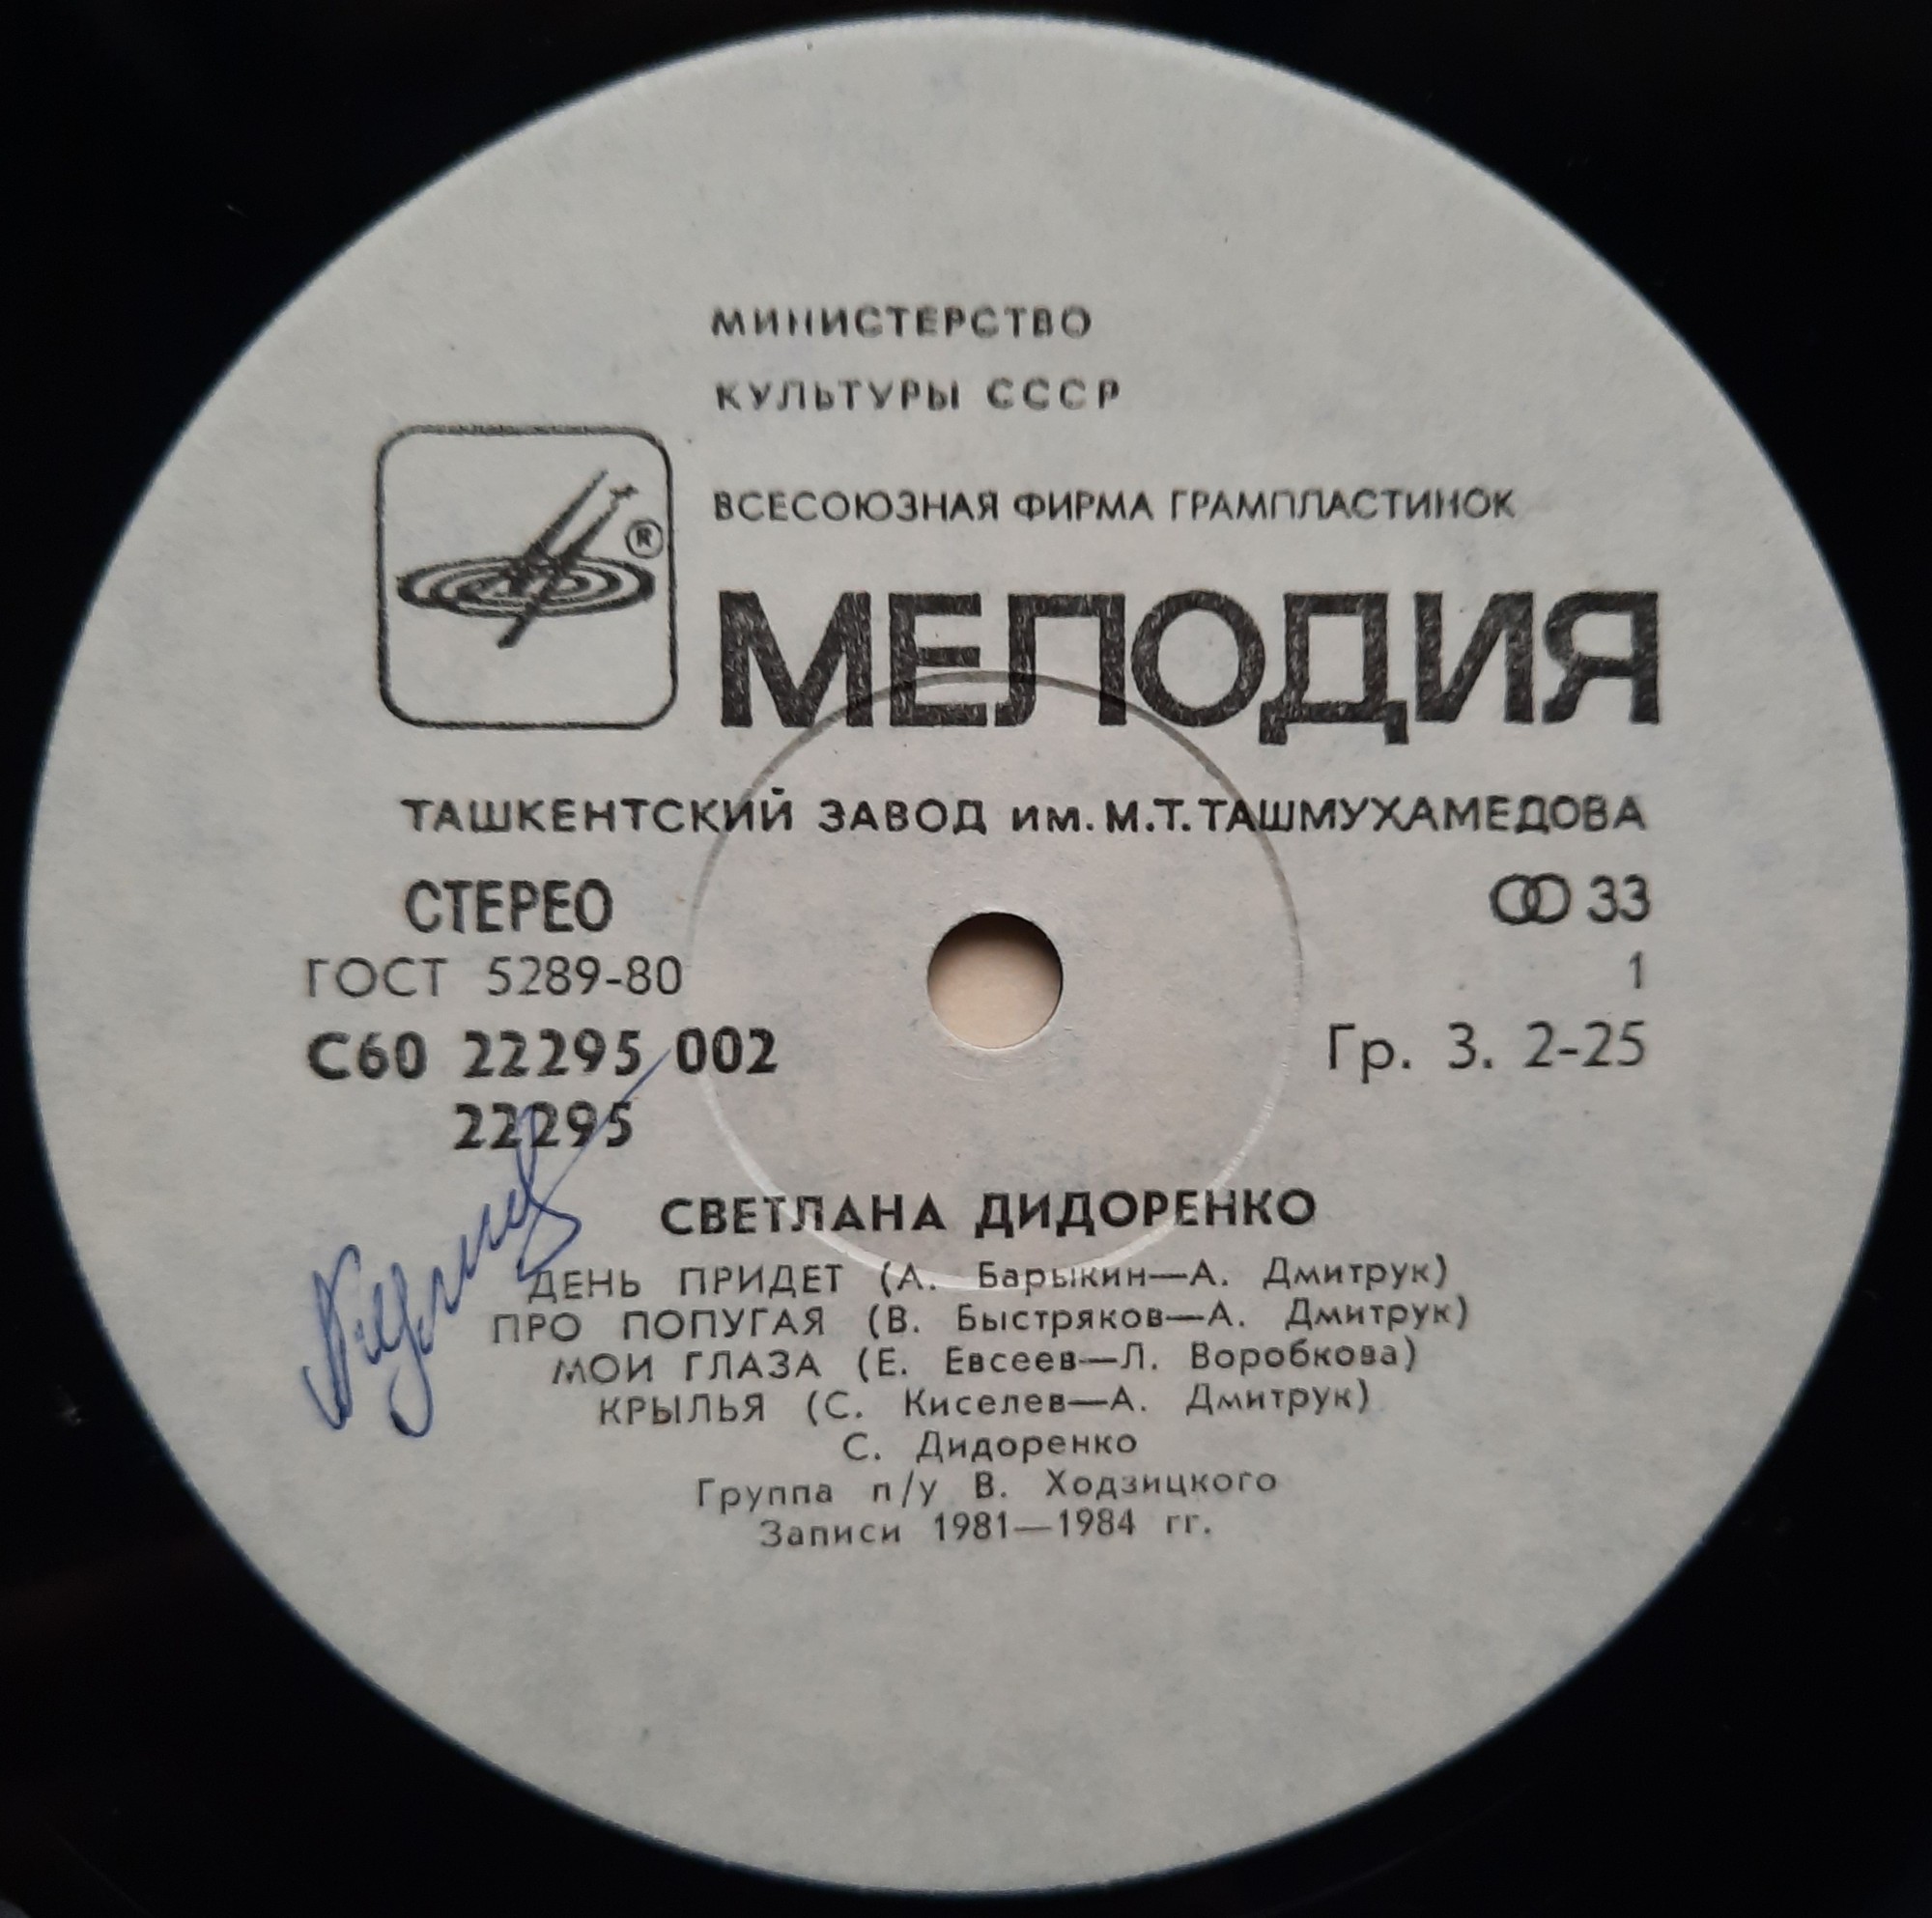 МИНИСТЕРСТВО
КУЛЬТУРЫ СССР
ВСЕСОЮЗНАЯ ФИРМА ГРАМПЛАСТИНОК
®
МЕЛОДИЯ
ТАШКЕНТСКИЙ ЗАВОД им. М.Т. ТАШМУХАМЕДОВА
СТЕРЕО 33
ГОСТ 5289-80 1
С60 22295 002 Гр. 3. 2-25
22295
СВЕТЛАНА ДИДОРЕНКО
ДЕНЬ ПРИДЕТ (А. Барыкин—А. Дмитрук)
ПРО ПОПУГАЯ (В. Быстряков—А. Дмитрук)
МОИ ГЛАЗА (Е. Евсеев—Л. Воробкова)
КРЫЛЬЯ (С. Киселев—А. Дмитрук)
С. Дидоренко
Группа п/у В. Ходзицкого
Записи 1981—1984 гг.